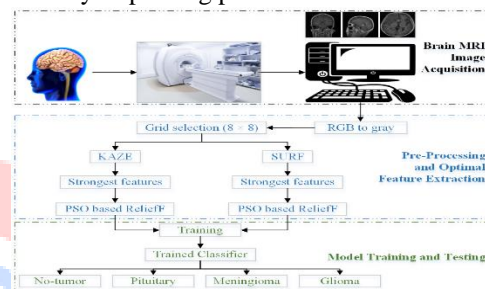 Brain MRI
Image
Acquisition
Grid selection (8 × 8)
RGB to gray
KAZE
SURF
Pre-Processing
and Optimal
Feature Extraction
Strongest features
Strongest features
PSO based ReliefF
PSO based ReliefF
Training
Trained Classifier
Model Training and Testing
No-tumor
Pituitary
Meningioma
Glioma